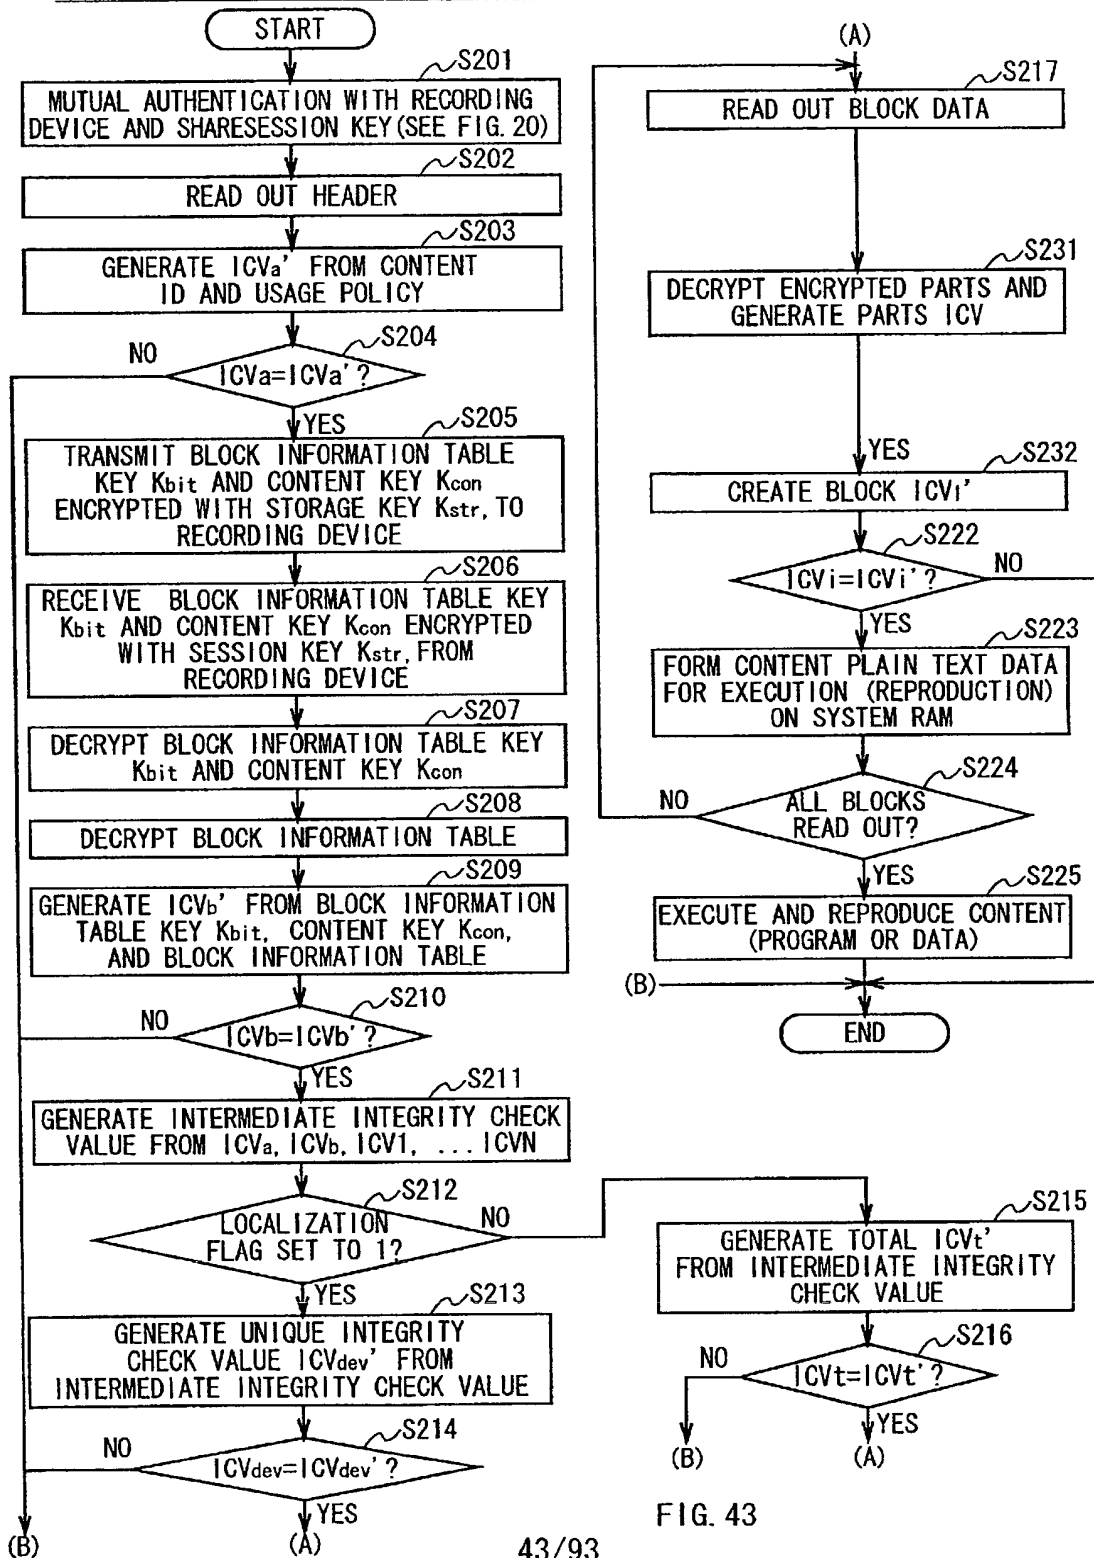 START
S201
MUTUAL AUTHENTICATION WITH RECORDING
DEVICE AND SHARESESSION KEY(SEE FIG. 20)
S202
READ OUT HEADER
S203
GENERATE ICVa' FROM CONTENT
ID AND USAGE POLICY
S204
NO
ICVa=ICVa'?
YES
S205
TRANSMIT BLOCK INFORMATION TABLE
KEY Kbit AND CONTENT KEY Kcon
ENCRYPTED WITH STORAGE KEY Kstr, TO
RECORDING DEVICE
S206
RECEIVE BLOCK INFORMATION TABLE KEY
Kbit AND CONTENT KEY Kcon ENCRYPTED
WITH SESSION KEY Kstr, FROM
RECORDING DEVICE
S207
DECRYPT BLOCK INFORMATION TABLE KEY
Kbit AND CONTENT KEY Kcon
S208
DECRYPT BLOCK INFORMATION TABLE
S209
GENERATE ICVb' FROM BLOCK INFORMATION
TABLE KEY Kbit, CONTENT KEY Kcon,
AND BLOCK INFORMATION TABLE
S210
NO
ICVb=ICVb'?
YES
S211
GENERATE INTERMEDIATE INTEGRITY CHECK
VALUE FROM ICVa, ICVb, ICV1, ...ICVN
S212
LOCALIZATION
FLAG SET TO 1?
NO
YES
S213
GENERATE UNIQUE INTEGRITY
CHECK VALUE ICVdev' FROM
INTERMEDIATE INTEGRITY CHECK VALUE
S214
NO
ICVdev=ICVdev'?
YES
(B)
(A)
(A)
S217
READ OUT BLOCK DATA
S231
DECRYPT ENCRYPTED PARTS AND
GENERATE PARTS ICV
YES
S232
CREATE BLOCK ICVi'
S222
ICVi=ICVi'?
NO
YES
S223
FORM CONTENT PLAIN TEXT DATA
FOR EXECUTION (REPRODUCTION)
ON SYSTEM RAM
S224
NO
ALL BLOCKS
READ OUT?
YES
S225
EXECUTE AND REPRODUCE CONTENT
(PROGRAM OR DATA)
(B)
END
S215
GENERATE TOTAL ICVt'
FROM INTERMEDIATE INTEGRITY
CHECK VALUE
S216
NO
ICVt=ICVt'?
YES
(B)
(A)
FIG. 43
43/93